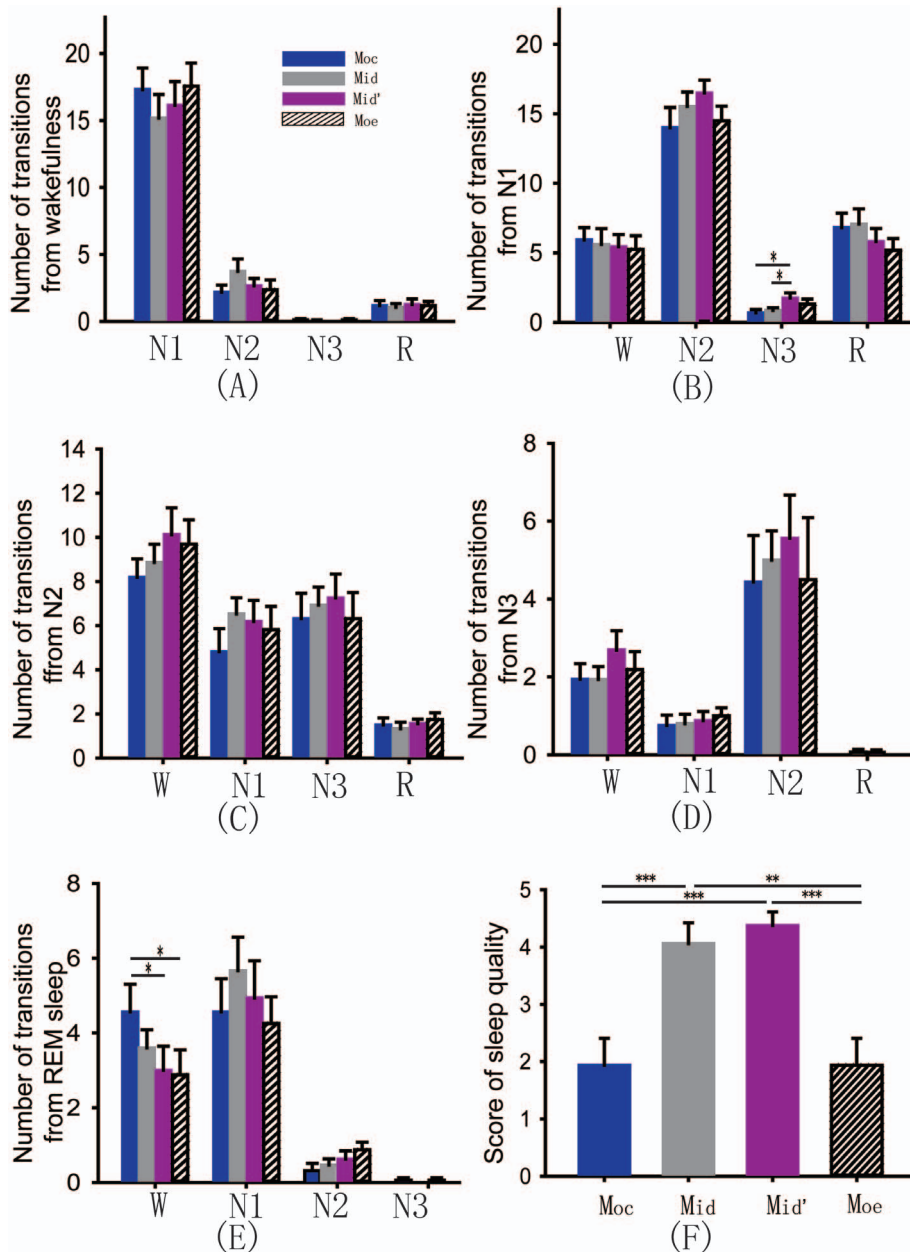 Number of transitions
from wakefulness
20
15
10
5
0
Moc
Mid
Mid'
Moe
N1 N2 N3 R
(A)
Number of transitions
from N1
20
15
10
5
0
*
*
W N2 N3 R
(B)
Number of transitions
ffrom N2
14
12
10
8
6
4
2
0
W N1 N3 R
(C)
Number of transitions
from N3
8
6
4
2
0
W N1 N2 R
(D)
Number of transitions
from REM sleep
8
6
4
2
0
*
*
W N1 N2 N3
(E)
Score of sleep quality
5
4
3
2
1
0
*** **
*** ***
Moc Mid Mid' Moe
(F)